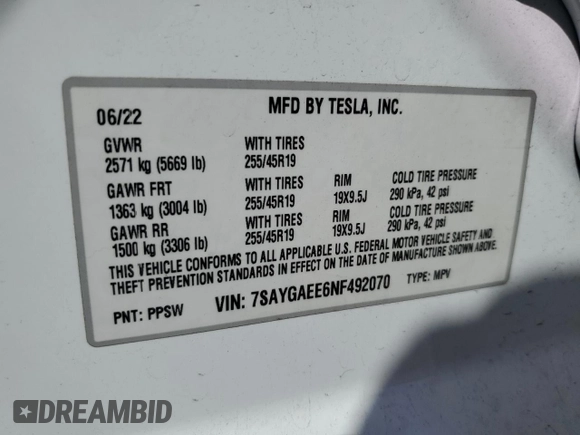 06/22 MFD BY TESLA, INC.
GVWR WITH TIRES
2571 kg (5669 lb) 255/45R19
GAWR FRT WITH TIRES RIM COLD TIRE PRESSURE
1363 kg (3004 lb) 255/45R19 19X9.5J 290 kPa, 42 psi
GAWR RR WITH TIRES RIM COLD TIRE PRESSURE
1500 kg (3306 lb) 255/45R19 19X9.5J 290 kPa, 42 psi
THIS VEHICLE CONFORMS TO ALL APPLICABLE U.S. FEDERAL MOTOR VEHICLE SAFETY AND
THEFT PREVENTION STANDARDS IN EFFECT ON THE DATE OF MANUFACTURE SHOWN ABOVE.
PNT: PPSW VIN: 7SAYGAEE6NF492070 TYPE: MPV
DREAMBID